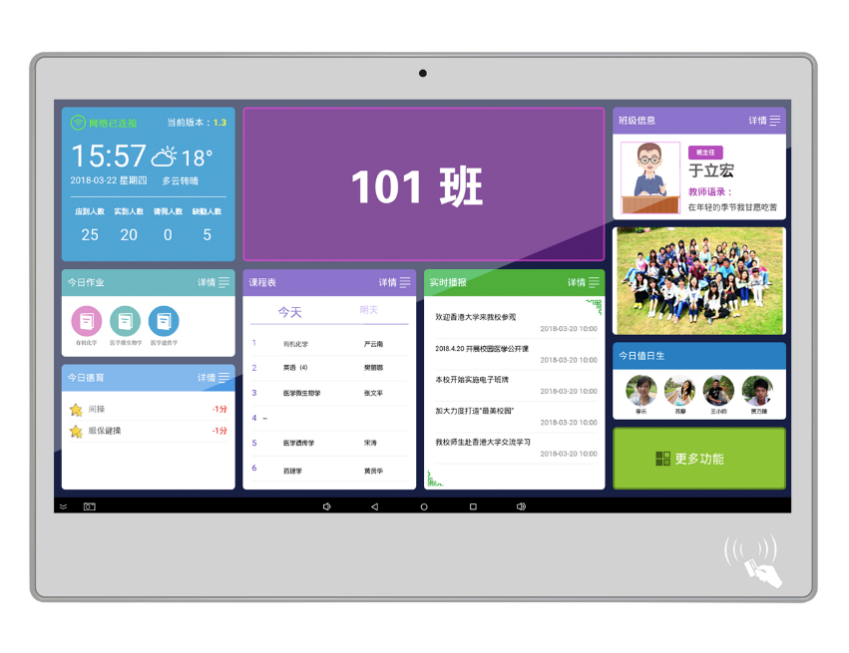 网络已连接 当前版本：1.3
15:57 18°
2018-03-22 星期四 多云转晴
应到人数 实到人数 请假人数 缺勤人数
25 20 0 5
101 班
班级信息 详情
班主任
于立宏
教师语录：
在年轻的季节我甘愿吃苦
今日作业 详情
有机化学 医学微生物学 医学遗传学
今日德育 详情
间操 -1分
眼保健操 -1分
课程表 详情
今天 明天
1 有机化学 严云南
2 英语（4） 樊丽娜
3 医学微生物学 张文平
4 ~
5 医学遗传学 宋涛
6 药理学 黄员华
实时播报 详情
欢迎香港大学来我校参观
2018-03-20 10:00
2018.4.20 开展校园医学公开课
2018-03-20 10:00
本校开始实施电子班牌
2018-03-20 10:00
加大力度打造“最美校园”
2018-03-20 10:00
我校师生赴香港大学交流学习
2018-03-20 10:00
今日值日生
王小明
更多功能